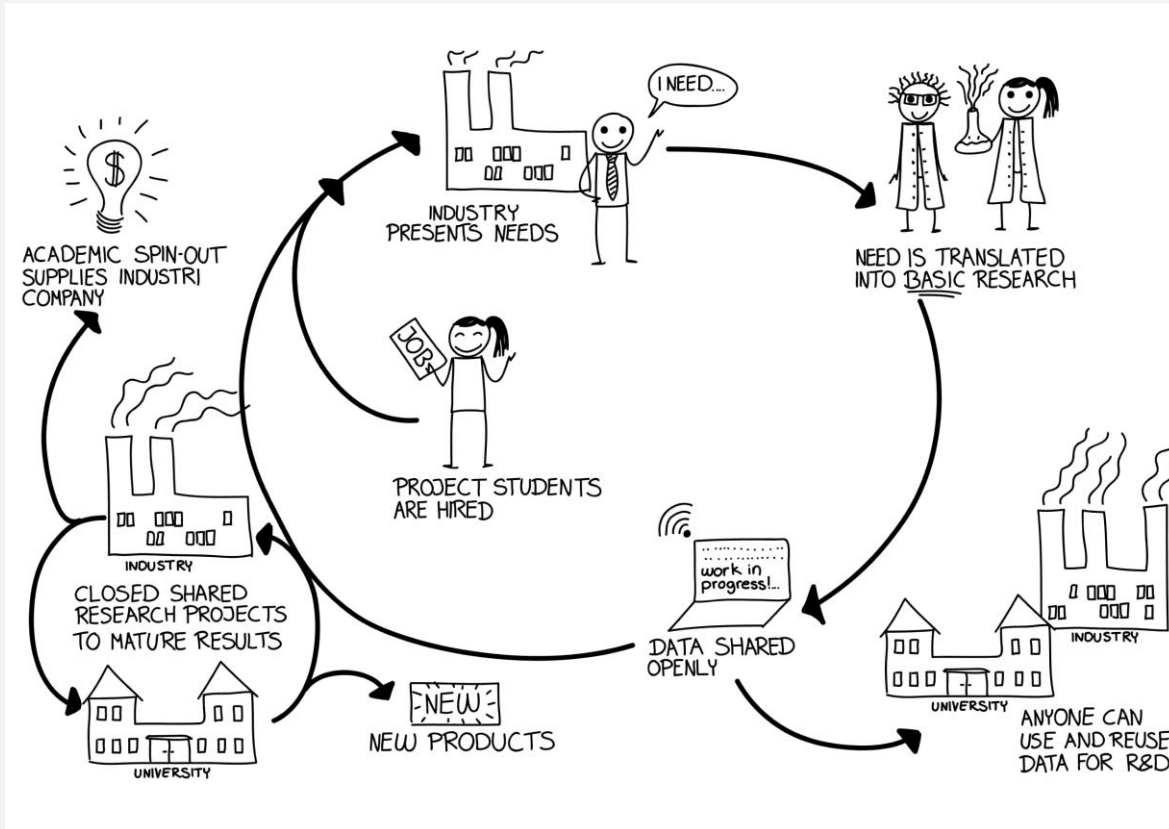 I NEED....
INDUSTRY
PRESENTS NEEDS
NEED IS TRANSLATED
INTO BASIC RESEARCH
$
ACADEMIC SPIN-OUT
SUPPLIES INDUSTRI
COMPANY
JOBS
PROJECT STUDENTS
ARE HIRED
INDUSTRY
CLOSED SHARED
RESEARCH PROJECTS
TO MATURE RESULTS
UNIVERSITY
NEW
NEW PRODUCTS
work in
progress!...
DATA SHARED
OPENLY
INDUSTRY
UNIVERSITY
ANYONE CAN
USE AND REUSE
DATA FOR R&D